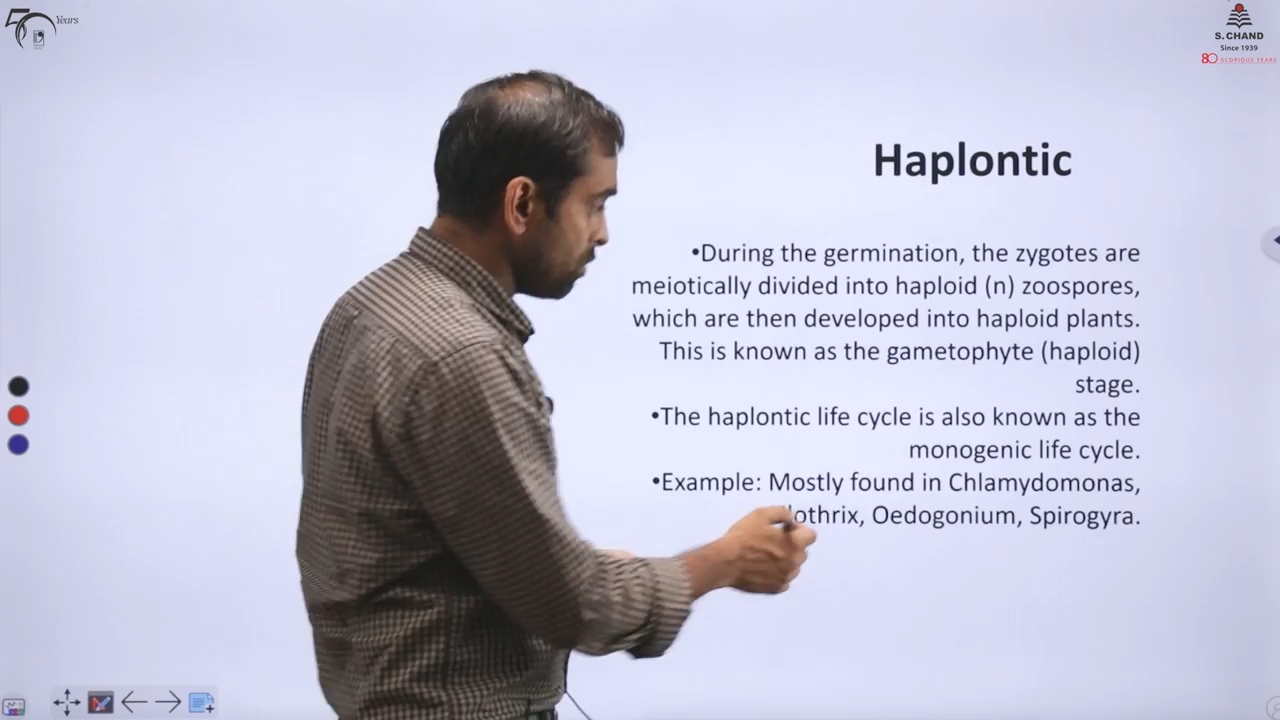 Years
S. CHAND
Since 1939
80 GLORIOUS YEARS
Haplontic
•During the germination, the zygotes are
meiotically divided into haploid (n) zoospores,
which are then developed into haploid plants.
This is known as the gametophyte (haploid)
stage.
•The haplontic life cycle is also known as the
monogenic life cycle.
•Example: Mostly found in Chlamydomonas,
Oedogonium, Spirogyra.